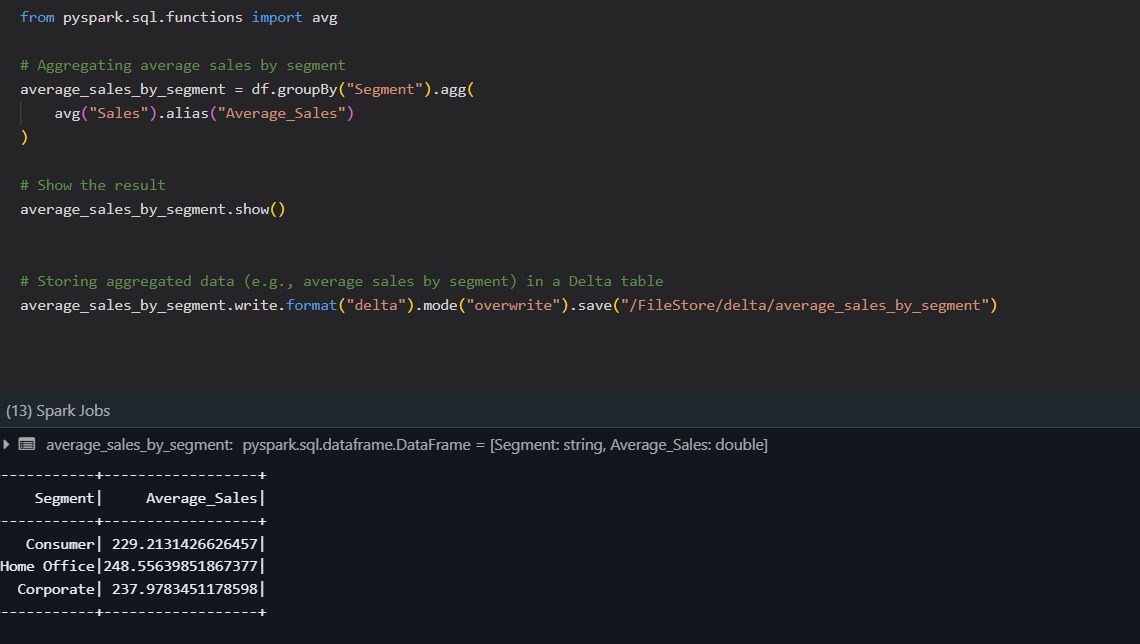 from pyspark.sql.functions import avg
# Aggregating average sales by segment
average_sales_by_segment = df.groupBy("Segment").agg(
    avg("Sales").alias("Average_Sales")
)
# Show the result
average_sales_by_segment.show()
# Storing aggregated data (e.g., average sales by segment) in a Delta table
average_sales_by_segment.write.format("delta").mode("overwrite").save("/FileStore/delta/average_sales_by_segment")
(13) Spark Jobs
average_sales_by_segment: pyspark.sql.dataframe.DataFrame = [Segment: string, Average_Sales: double]
-----------+------------------+
    Segment|     Average_Sales|
-----------+------------------+
   Consumer| 229.2131426626457|
Home Office|248.55639851867377|
  Corporate| 237.9783451178598|
-----------+------------------+